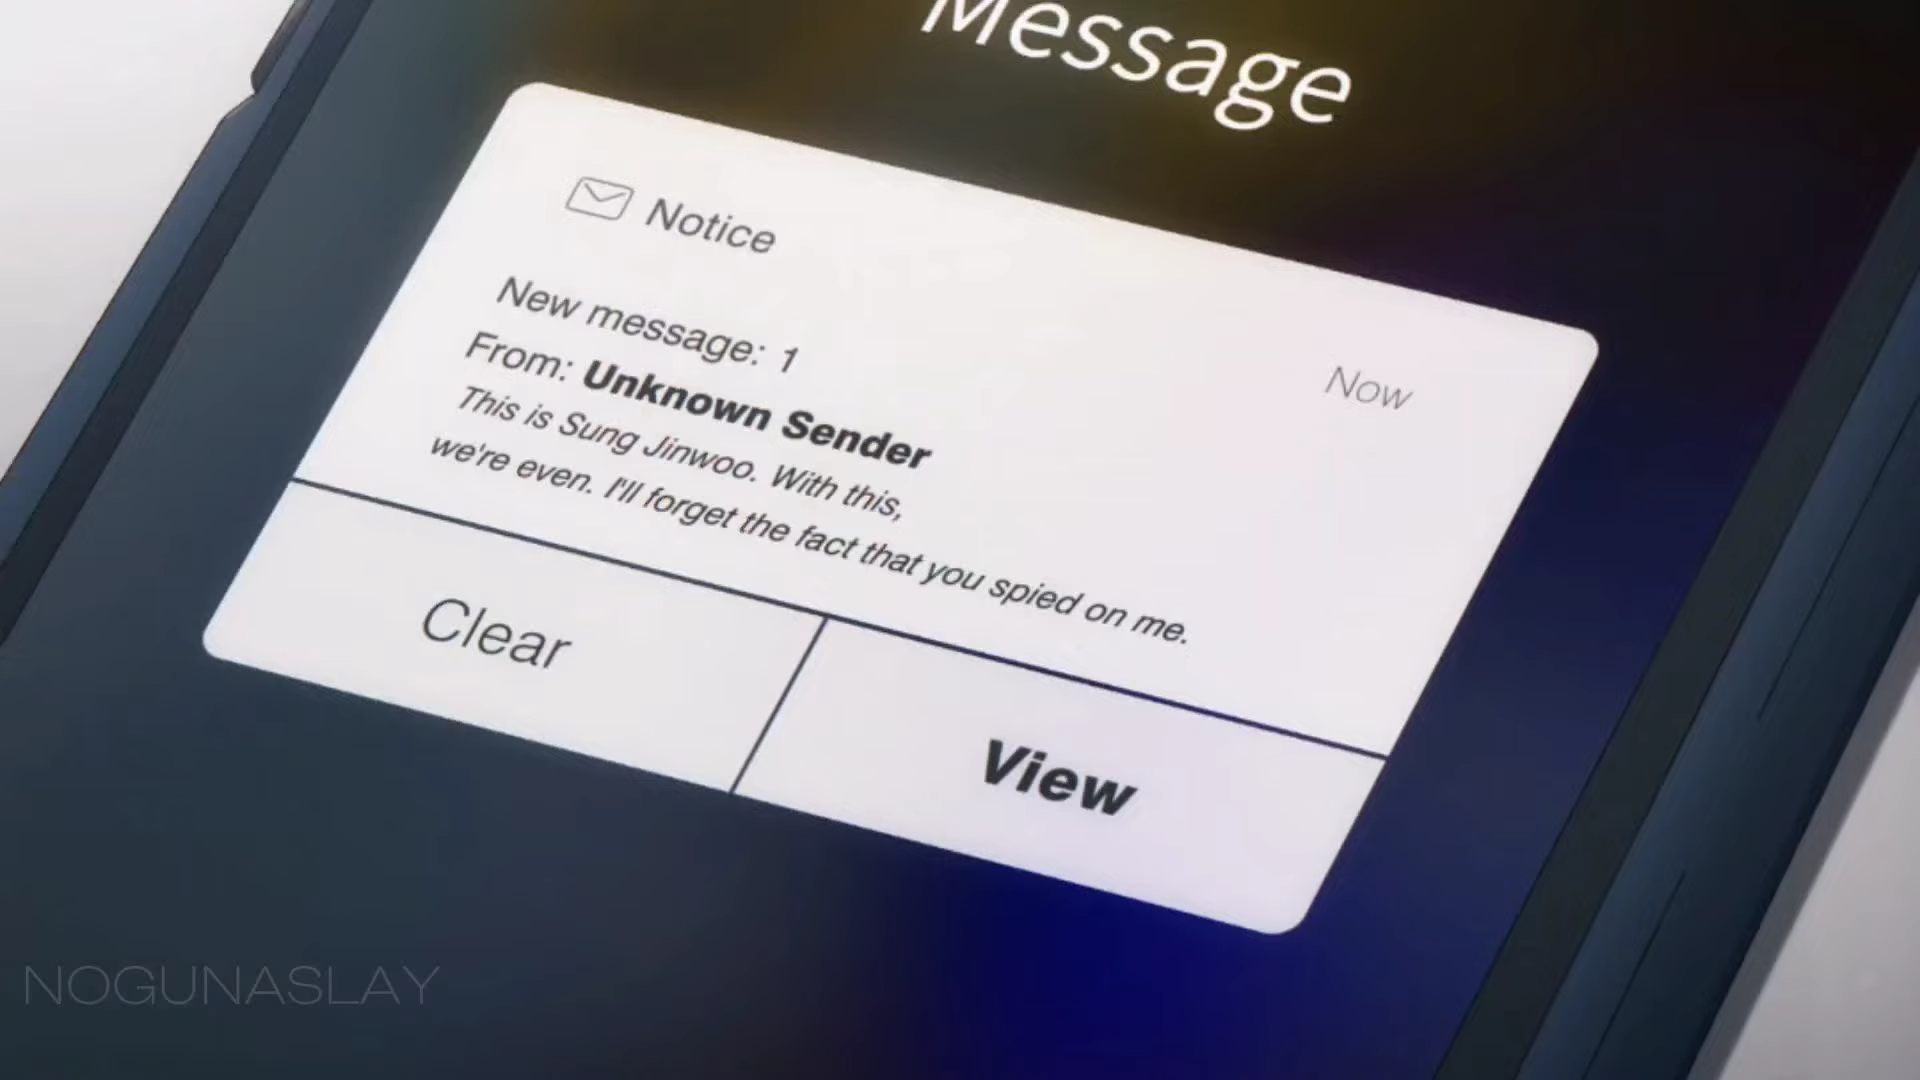 Message
Notice
Now
New message: 1
From: Unknown Sender
This is Sung Jinwoo. With this,
we're even. I'll forget the fact that you spied on me.
Clear
View
NOGUNASLAY